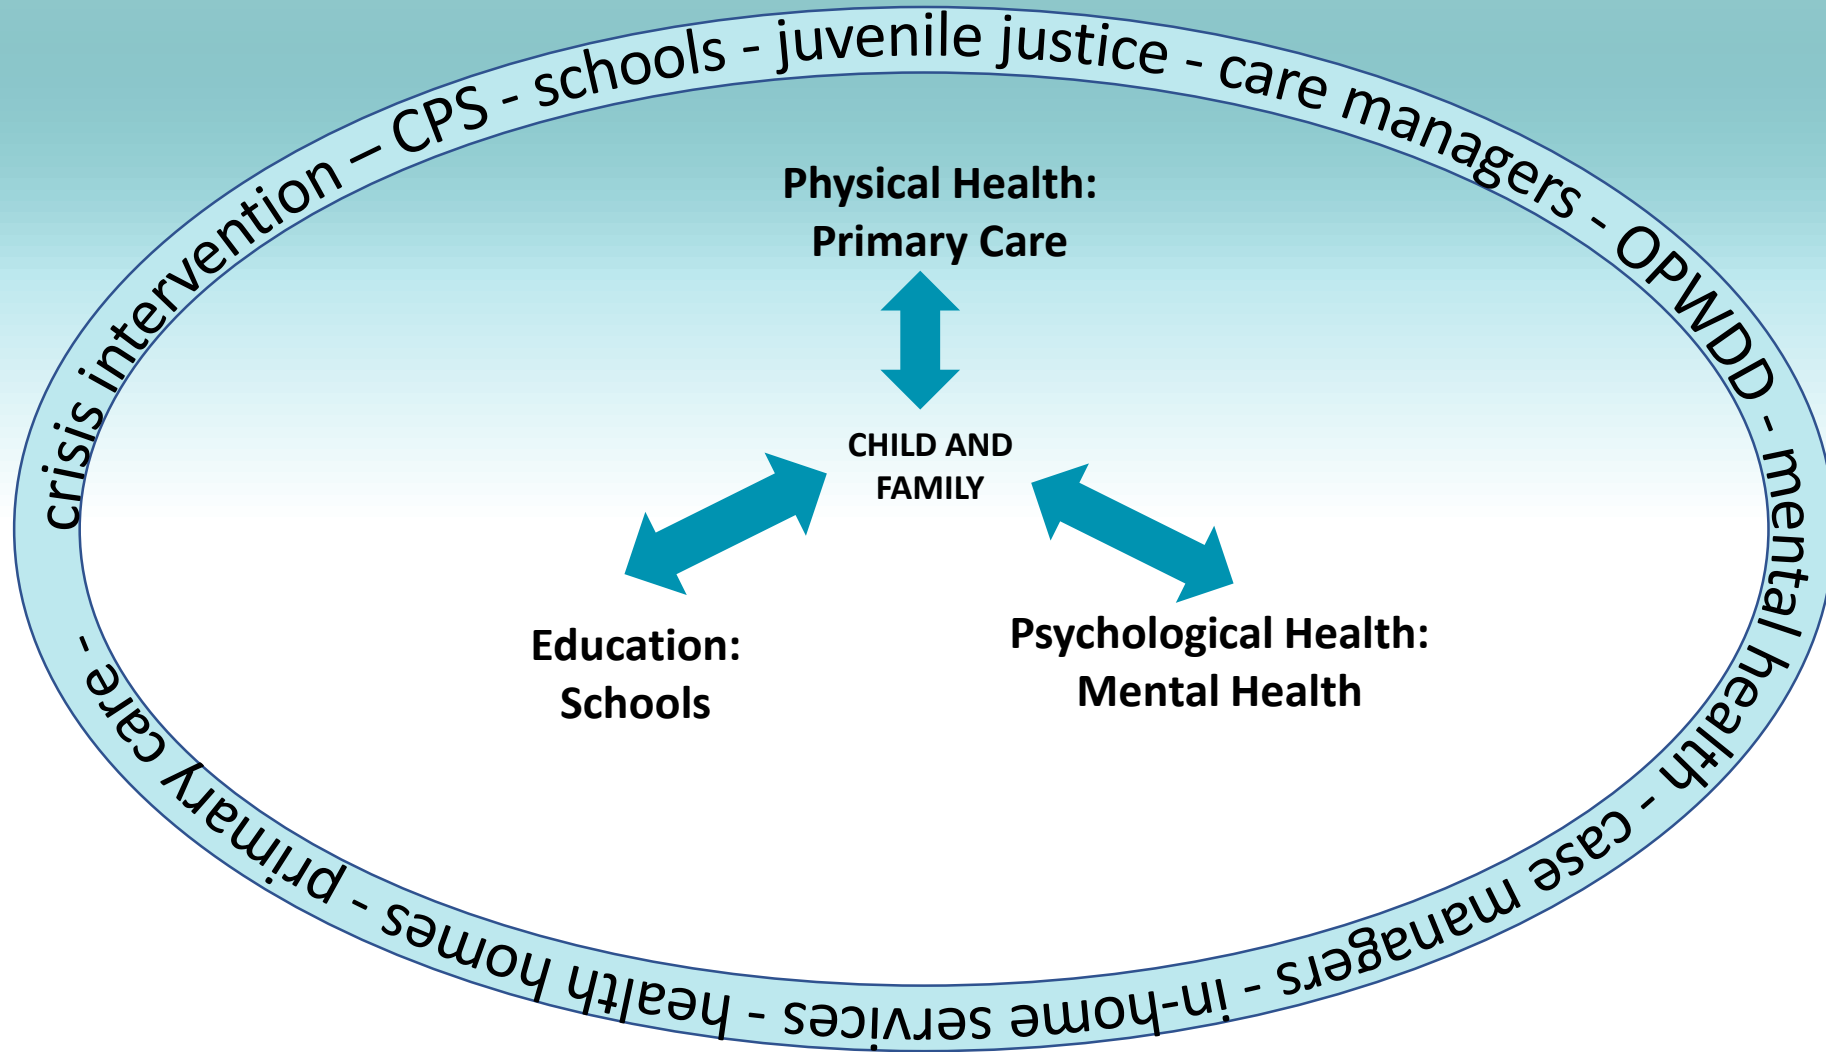 crisis intervention – CPS - schools - juvenile justice - care managers - OPWDD - mental health - case managers - in-home services - health homes - primary care -
Physical Health:
Primary Care
CHILD AND
FAMILY
Education:
Schools
Psychological Health:
Mental Health